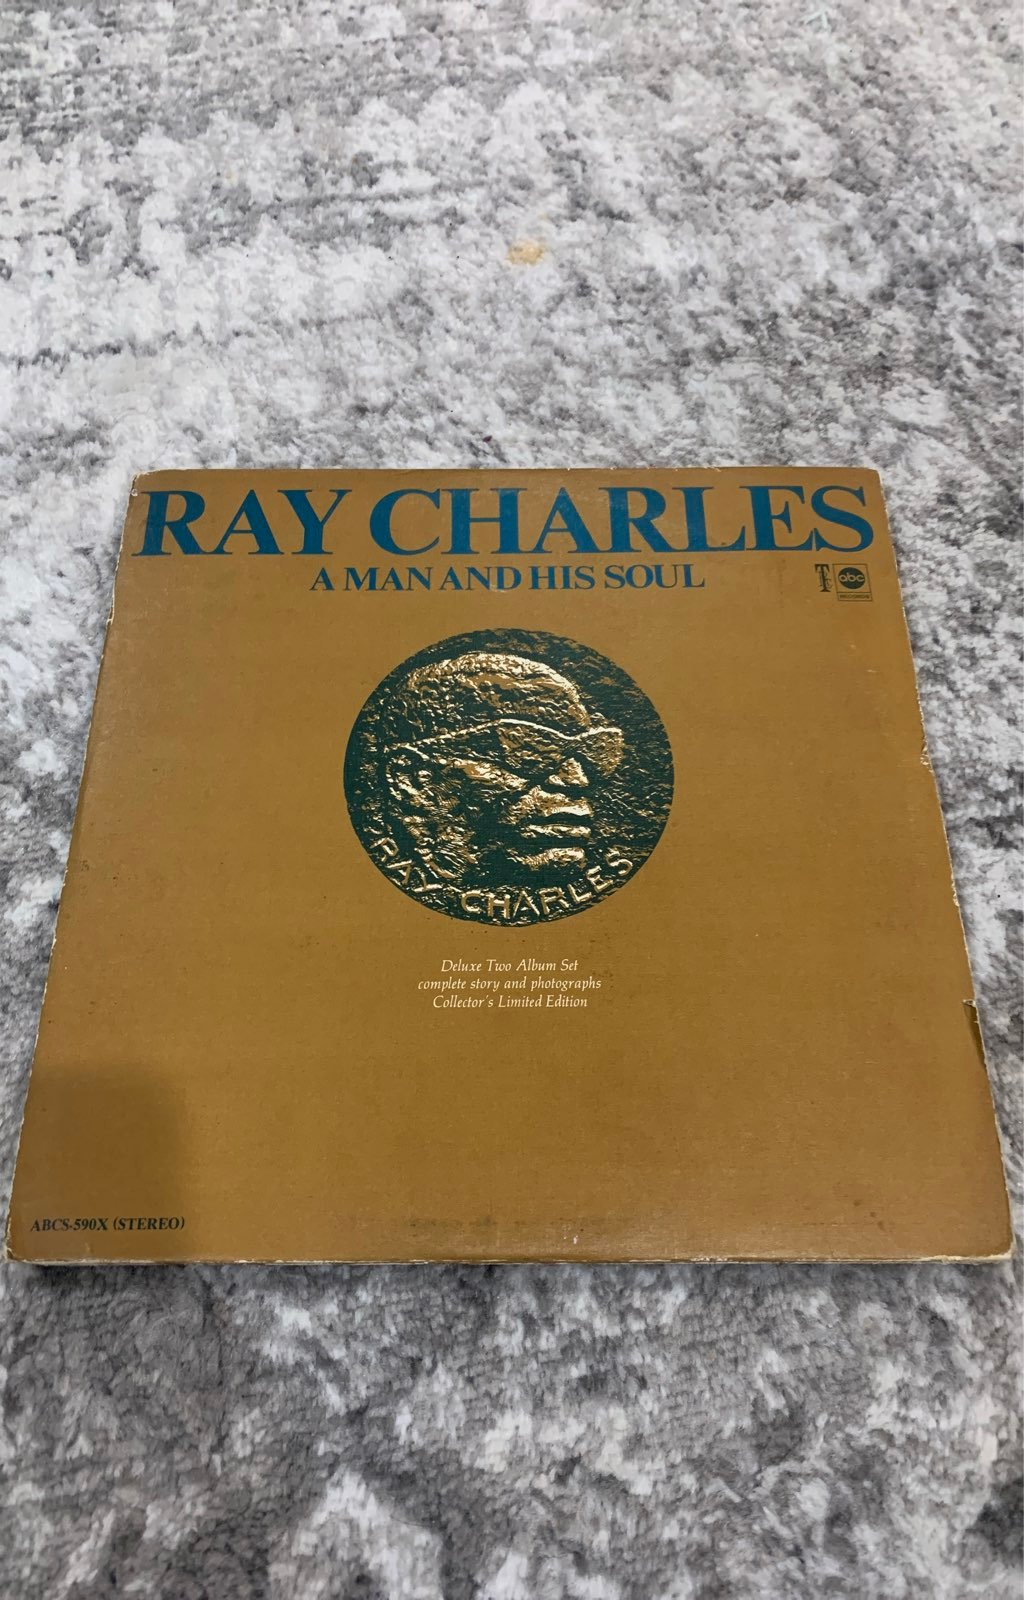 RAY CHARLES
A MAN AND HIS SOUL
TRC
abc
RECORDS
RAY CHARLES
Deluxe Two Album Set
complete story and photographs
Collector's Limited Edition
ABCS-590X (STEREO)